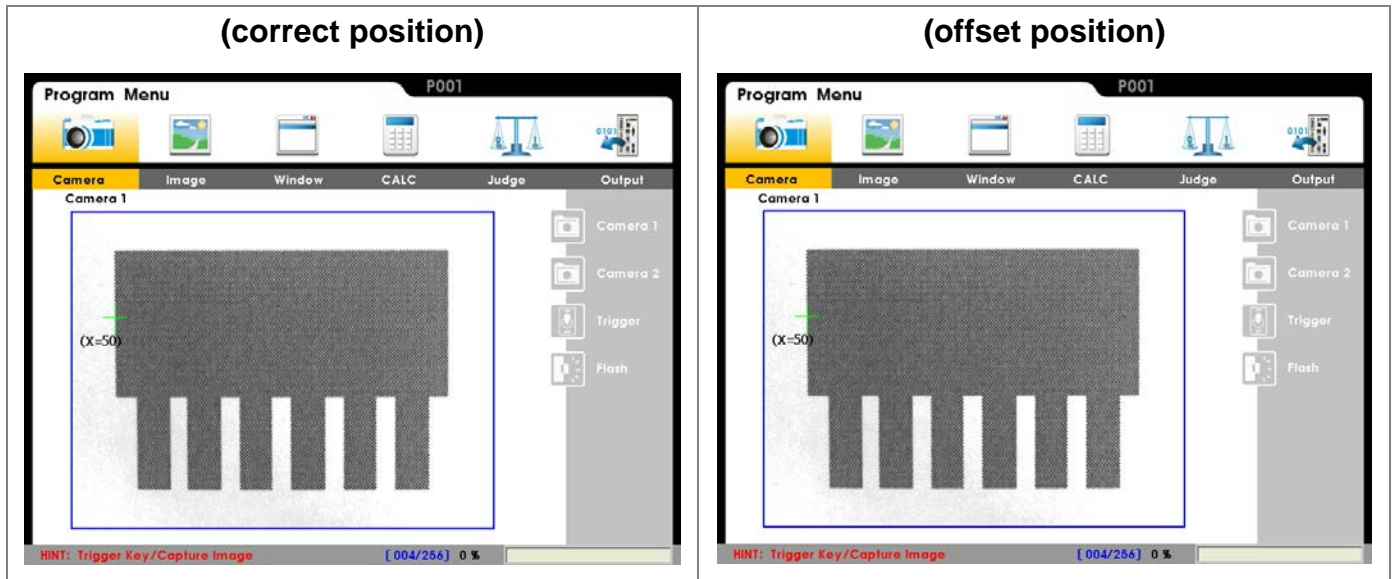 (correct position)
P001
Program Menu
0101
Camera Image Window CALC Judge Output
Camera 1
Camera 1
Camera 2
Trigger
Flash
(X=50)
HINT: Trigger Key/Capture Image [ 004/256] 0 %
(offset position)
P001
Program Menu
0101
Camera Image Window CALC Judge Output
Camera 1
Camera 1
Camera 2
Trigger
Flash
(X=50)
HINT: Trigger Key/Capture Image [ 004/256] 0 %